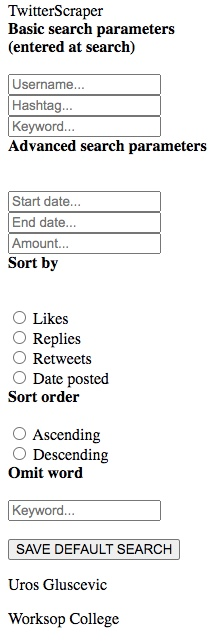 TwitterScraper
Basic search parameters
(entered at search)
Username...
Hashtag...
Keyword...
Advanced search parameters
Start date...
End date...
Amount...
Sort by
Likes
Replies
Retweets
Date posted
Sort order
Ascending
Descending
Omit word
Keyword...
SAVE DEFAULT SEARCH
Uros Gluscevic
Worksop College